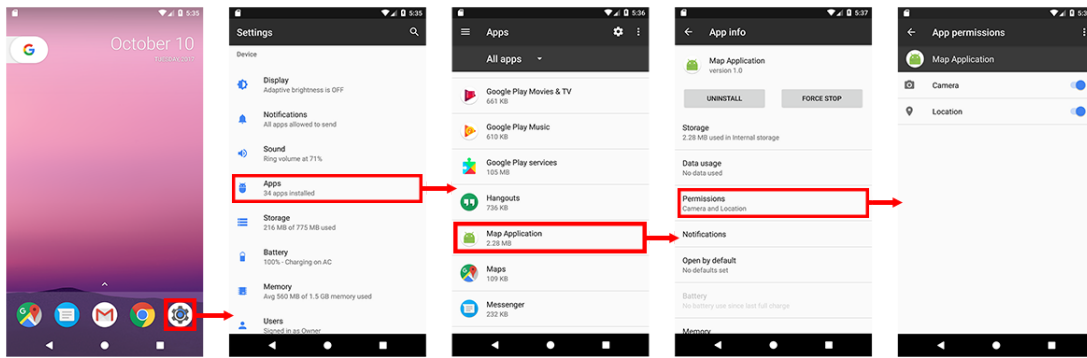 5:35
October 10
5:35
Settings
Device
Display
Adaptive brightness is OFF
Notifications
All apps allowed to send
Sound
Ring volume at 71%
Apps
34 apps installed
Storage
216 MB of 775 MB used
Battery
100% - Charging on AC
Memory
Avg 560 MB of 1.5 GB memory used
Users
Signed in as Owner
5:36
Apps
All apps
Google Play Movies & TV
661 KB
Google Play Music
610 KB
Google Play services
105 MB
Hangouts
736 KB
Map Application
2.28 MB
Maps
109 KB
Messenger
232 KB
5:37
App info
Map Application
version 1.0
UNINSTALL
FORCE STOP
Storage
2.28 MB used in Internal storage
Data usage
No data used
Permissions
Camera and Location
Notifications
Open by default
No defaults set
Battery
No battery use since last full charge
Memory
App permissions
Map Application
Camera
Location